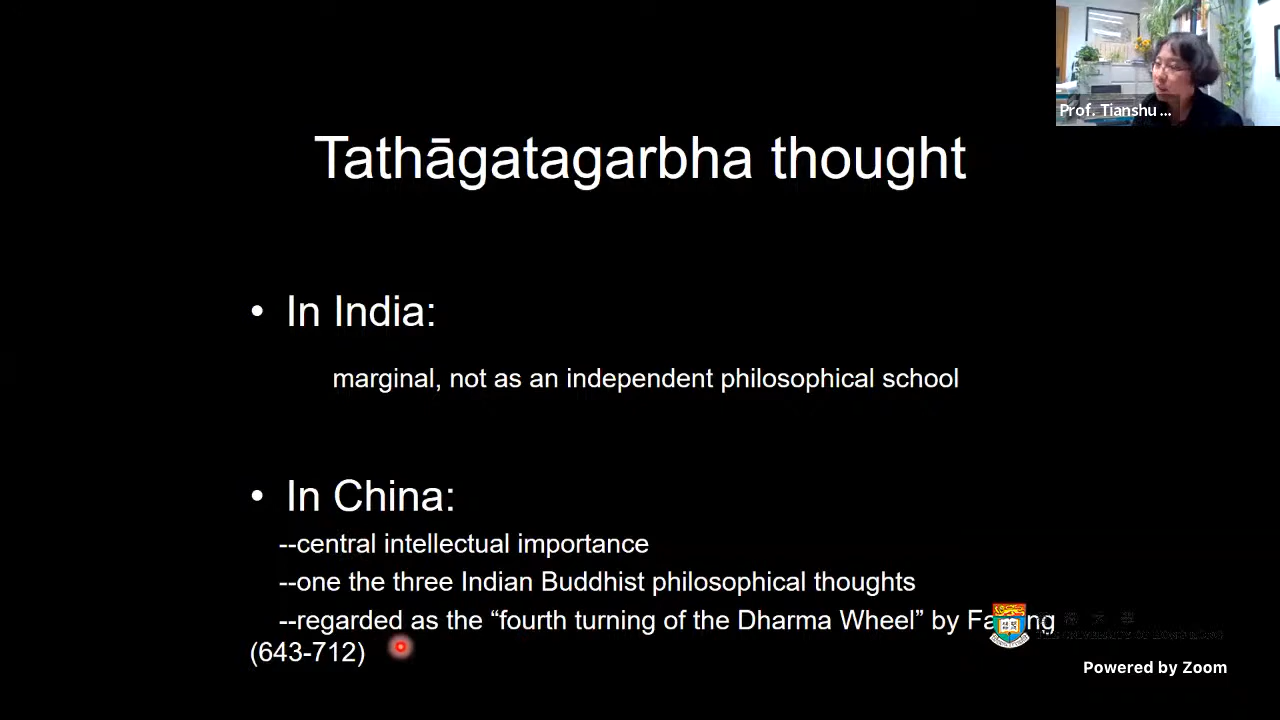 Prof. Tianshu ...
Tathāgatagarbha thought
• In India:
marginal, not as an independent philosophical school
• In China:
--central intellectual importance
--one the three Indian Buddhist philosophical thoughts
--regarded as the “fourth turning of the Dharma Wheel” by
(643-712)
Powered by Zoom